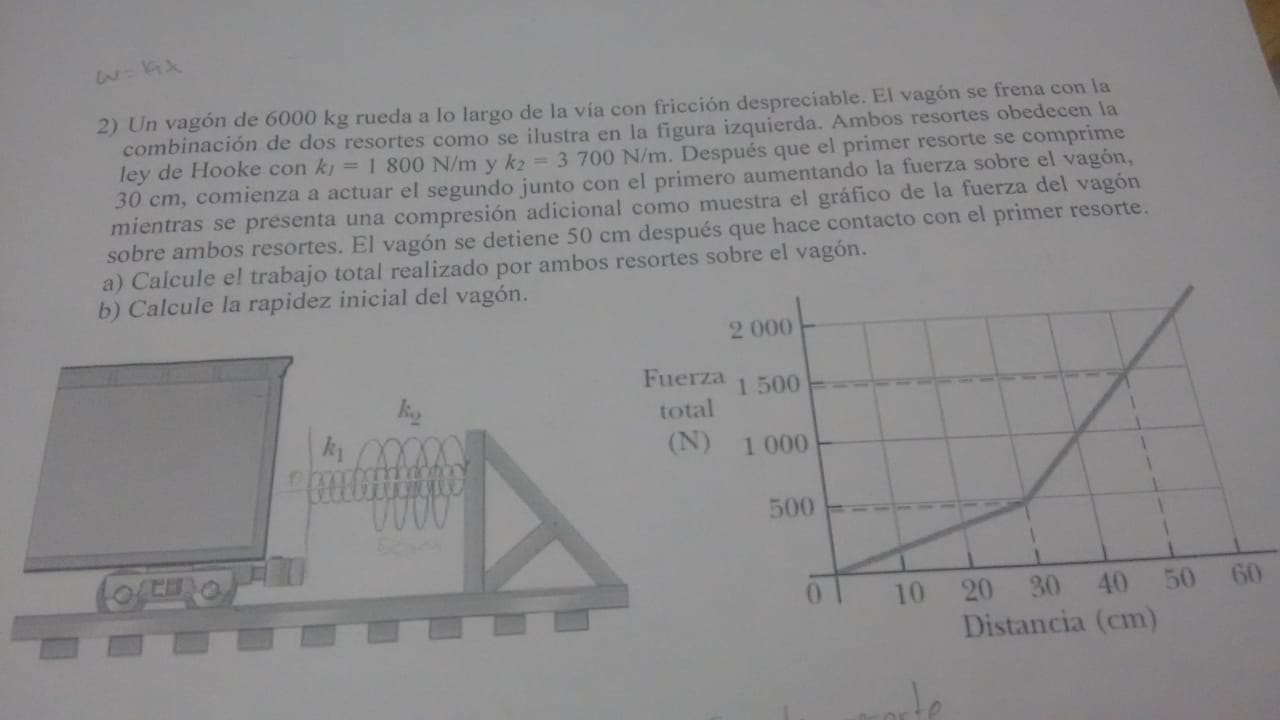 2) Un vagón de 6000 kg rueda a lo largo de la vía con fricción despreciable. El vagón se frena con la
combinación de dos resortes como se ilustra en la figura izquierda. Ambos resortes obedecen la
ley de Hooke con k₁ = 1 800 N/m y k₂ = 3 700 N/m. Después que el primer resorte se comprime
30 cm, comienza a actuar el segundo junto con el primero aumentando la fuerza sobre el vagón,
mientras se presenta una compresión adicional como muestra el gráfico de la fuerza del vagón
sobre ambos resortes. El vagón se detiene 50 cm después que hace contacto con el primer resorte.
a) Calcule el trabajo total realizado por ambos resortes sobre el vagón.
b) Calcule la rapidez inicial del vagón.
k₂
k₁
2 000
1 500
1 000
500
Fuerza
total
(N)
0 10 20 30 40 50 60
Distancia (cm)